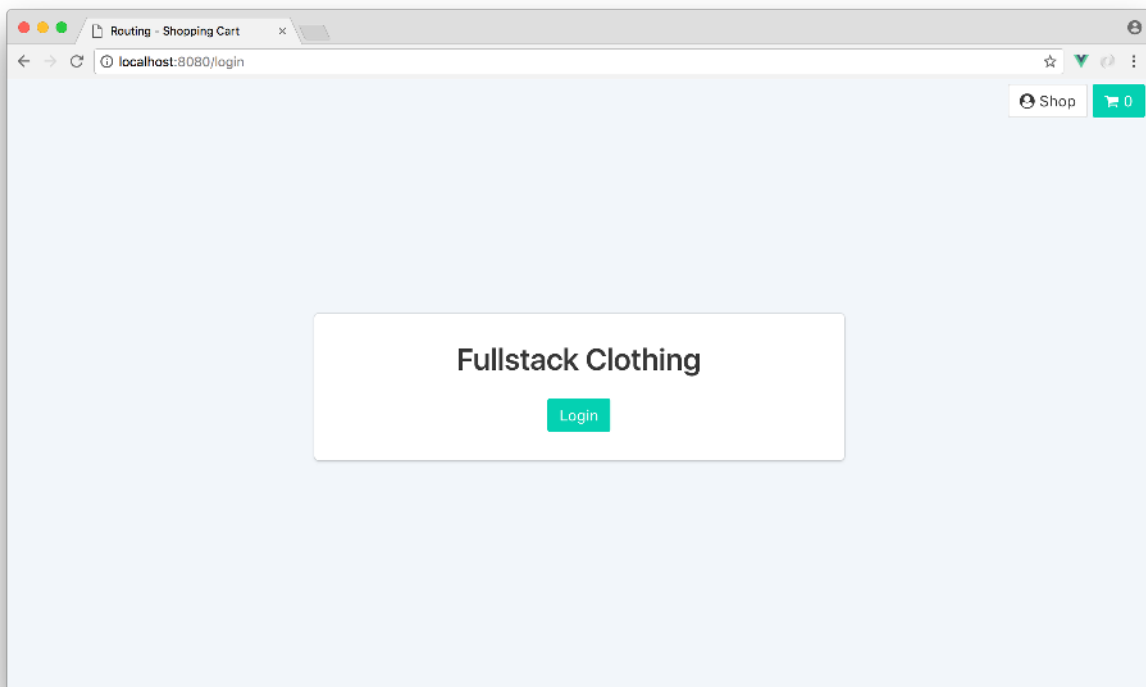 Routing - Shopping Cart
localhost:8080/login
Shop 0
Fullstack Clothing
Login